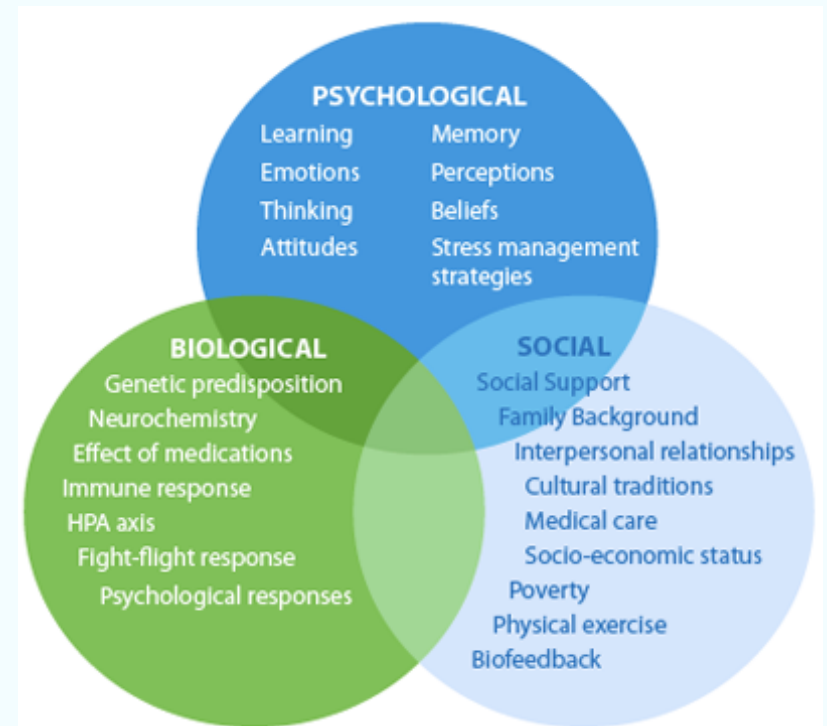 PSYCHOLOGICAL
Learning
Emotions
Thinking
Attitudes
Memory
Perceptions
Beliefs
Stress management
strategies
BIOLOGICAL
Genetic predisposition
Neurochemistry
Effect of medications
Immune response
HPA axis
Fight-flight response
Psychological responses
SOCIAL
Social Support
Family Background
Interpersonal relationships
Cultural traditions
Medical care
Socio-economic status
Poverty
Physical exercise
Biofeedback